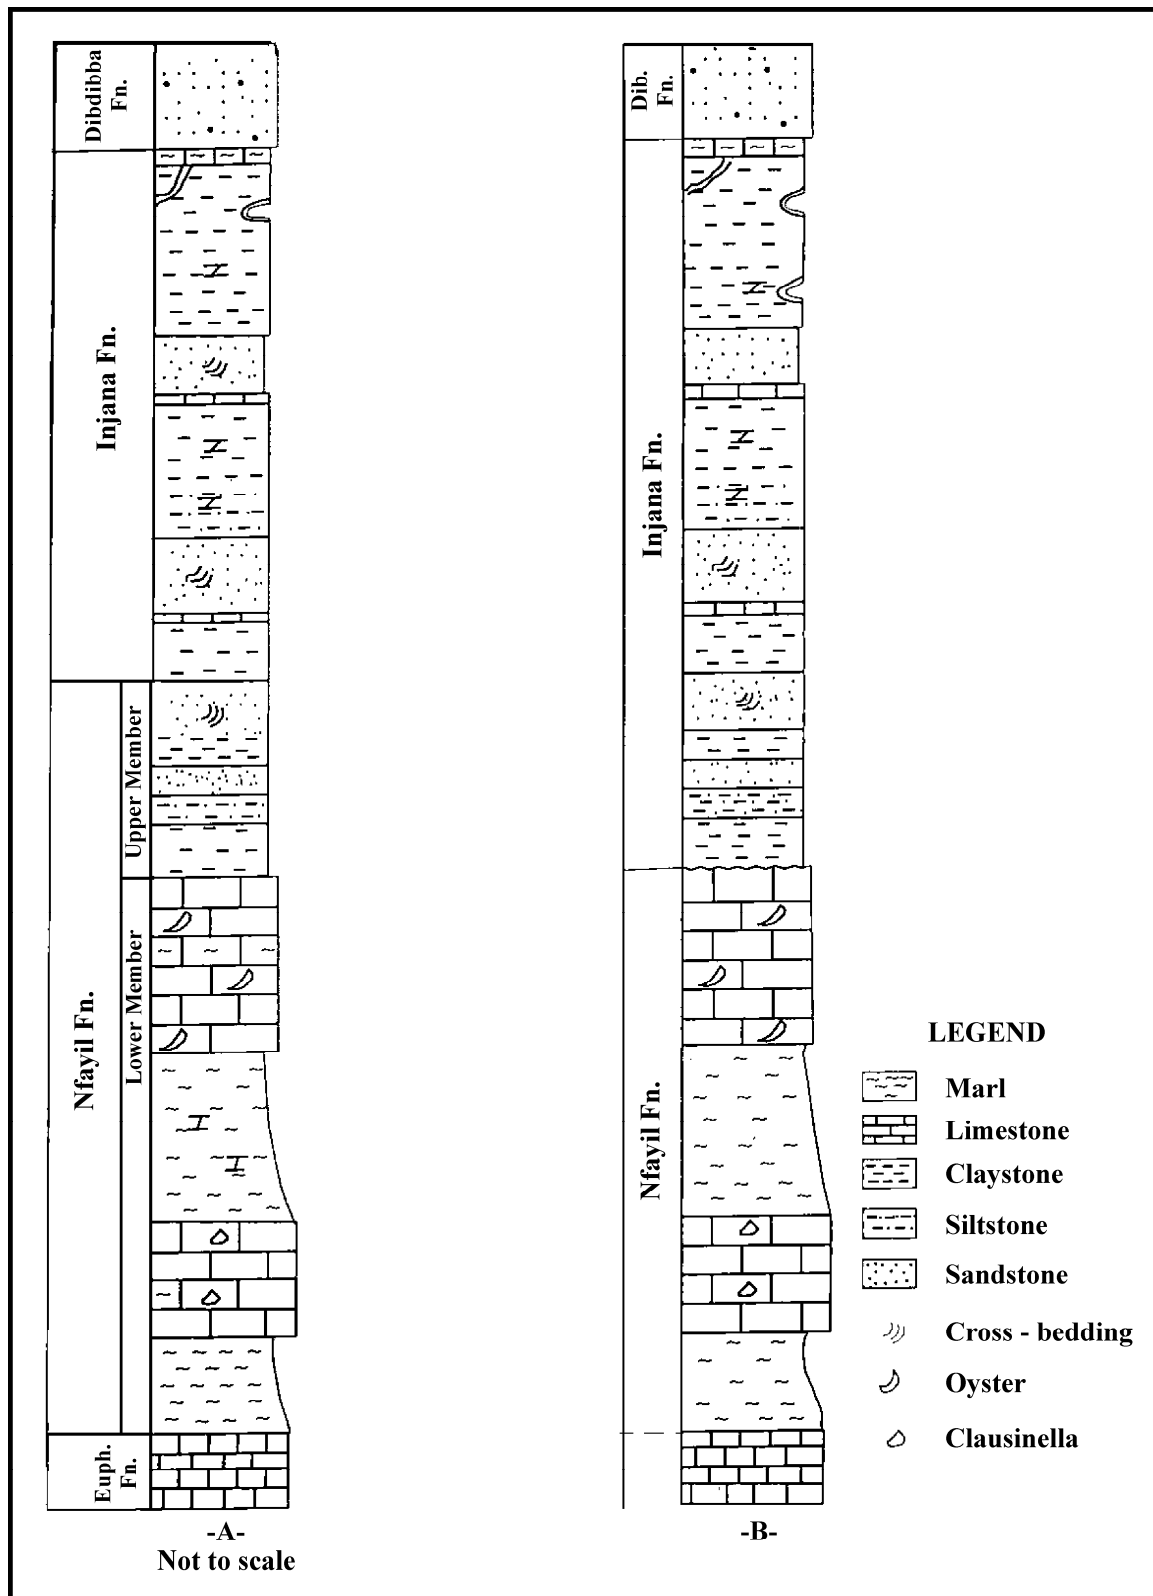 Dibdibba
Fn.
Injana Fn.
Nfayil Fn.
Upper Member
Lower Member
Euph.
Fn.
-A-
Not to scale
Dib.
Fn.
Injana Fn.
Nfayil Fn.
-B-
LEGEND
Marl
Limestone
Claystone
Siltstone
Sandstone
Cross - bedding
Oyster
Clausinella